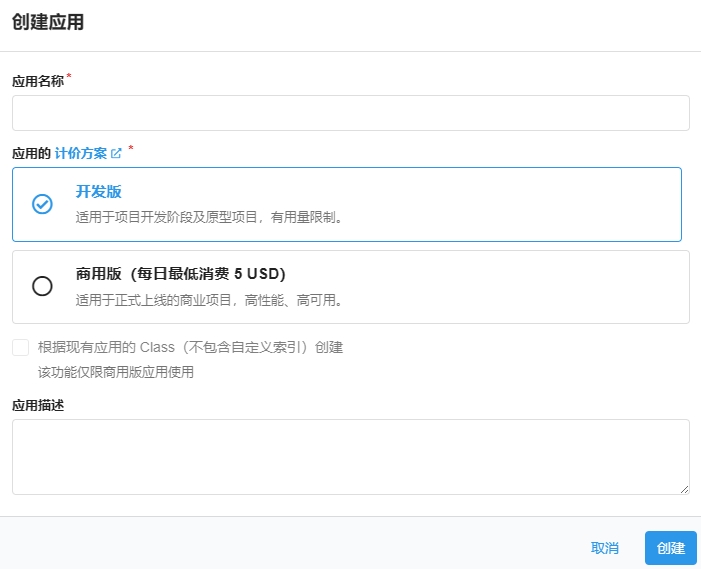 创建应用
应用名称*
应用的 计价方案 *
开发版
适用于项目开发阶段及原型项目，有用量限制。
商用版（每日最低消费 5 USD）
适用于正式上线的商业项目，高性能、高可用。
根据现有应用的 Class（不包含自定义索引）创建
该功能仅限商用版应用使用
应用描述
取消
创建